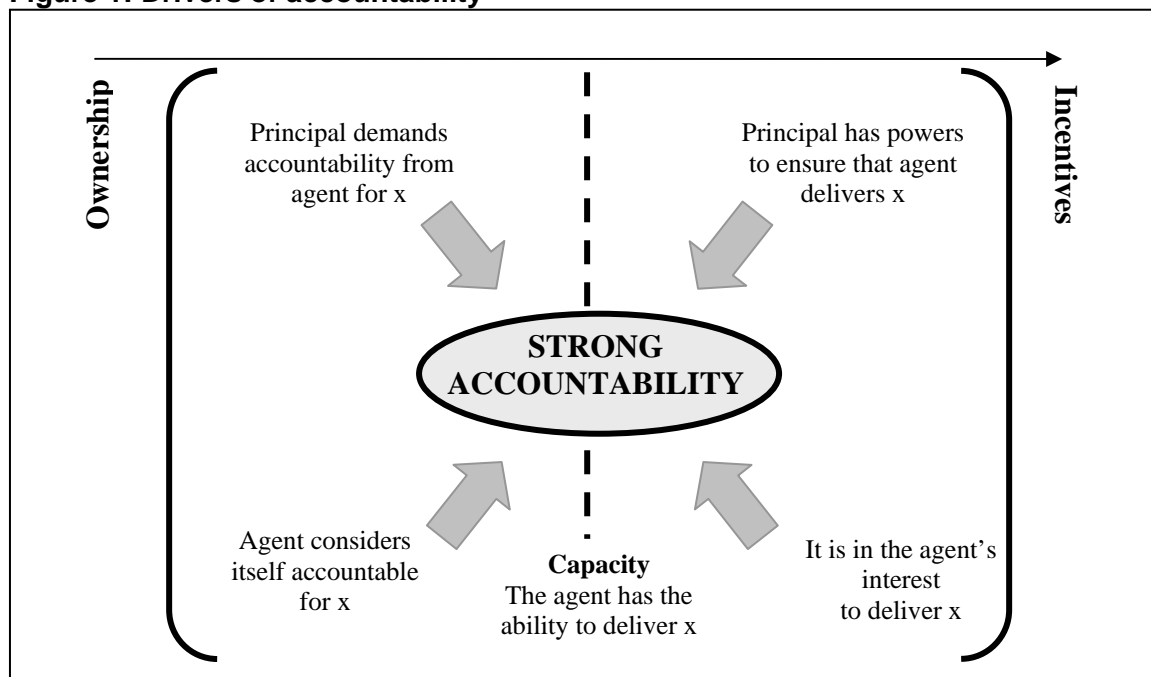 Figure 1: Drivers of accountability
Ownership
Incentives
Principal demands
accountability from
agent for x
Principal has powers
to ensure that agent
delivers x
STRONG
ACCOUNTABILITY
Agent considers
itself accountable
for x
Capacity
The agent has the
ability to deliver x
It is in the agent’s
interest
to deliver x